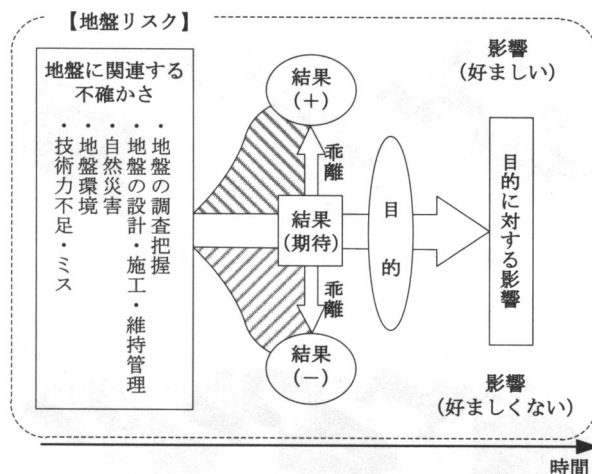 【地盤リスク】
地盤に関連する
不確かさ
・地盤の調査把握
・地盤の設計・施工・維持管理
・自然災害
・地盤環境
・技術力不足・ミス
結果
(+)
乖離
結果
(期待)
乖離
結果
(−)
目的
影響
(好ましい)
目的に対する影響
影響
(好ましくない)
時間